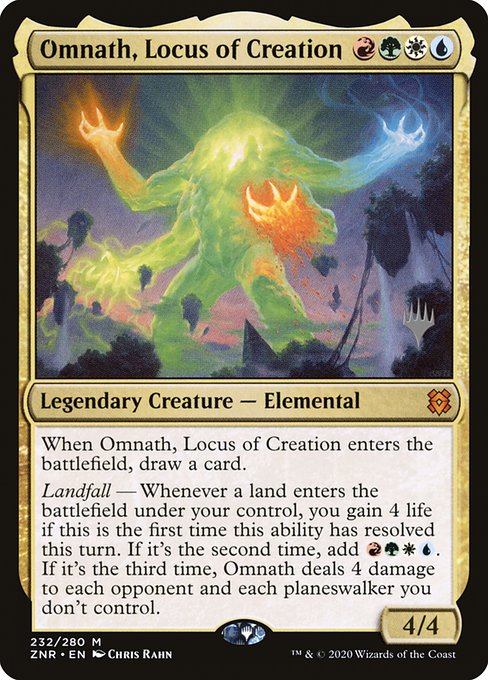 Omnath, Locus of Creation
Legendary Creature — Elemental
When Omnath, Locus of Creation enters the
battlefield, draw a card.
Landfall — Whenever a land enters the
battlefield under your control, you gain 4 life
if this is the first time this ability has resolved
this turn. If it's the second time, add .
If it's the third time, Omnath deals 4 damage
to each opponent and each planeswalker you
don't control.
4/4
232/280 M
ZNR • EN Chris Rahn
™ & © 2020 Wizards of the Coast